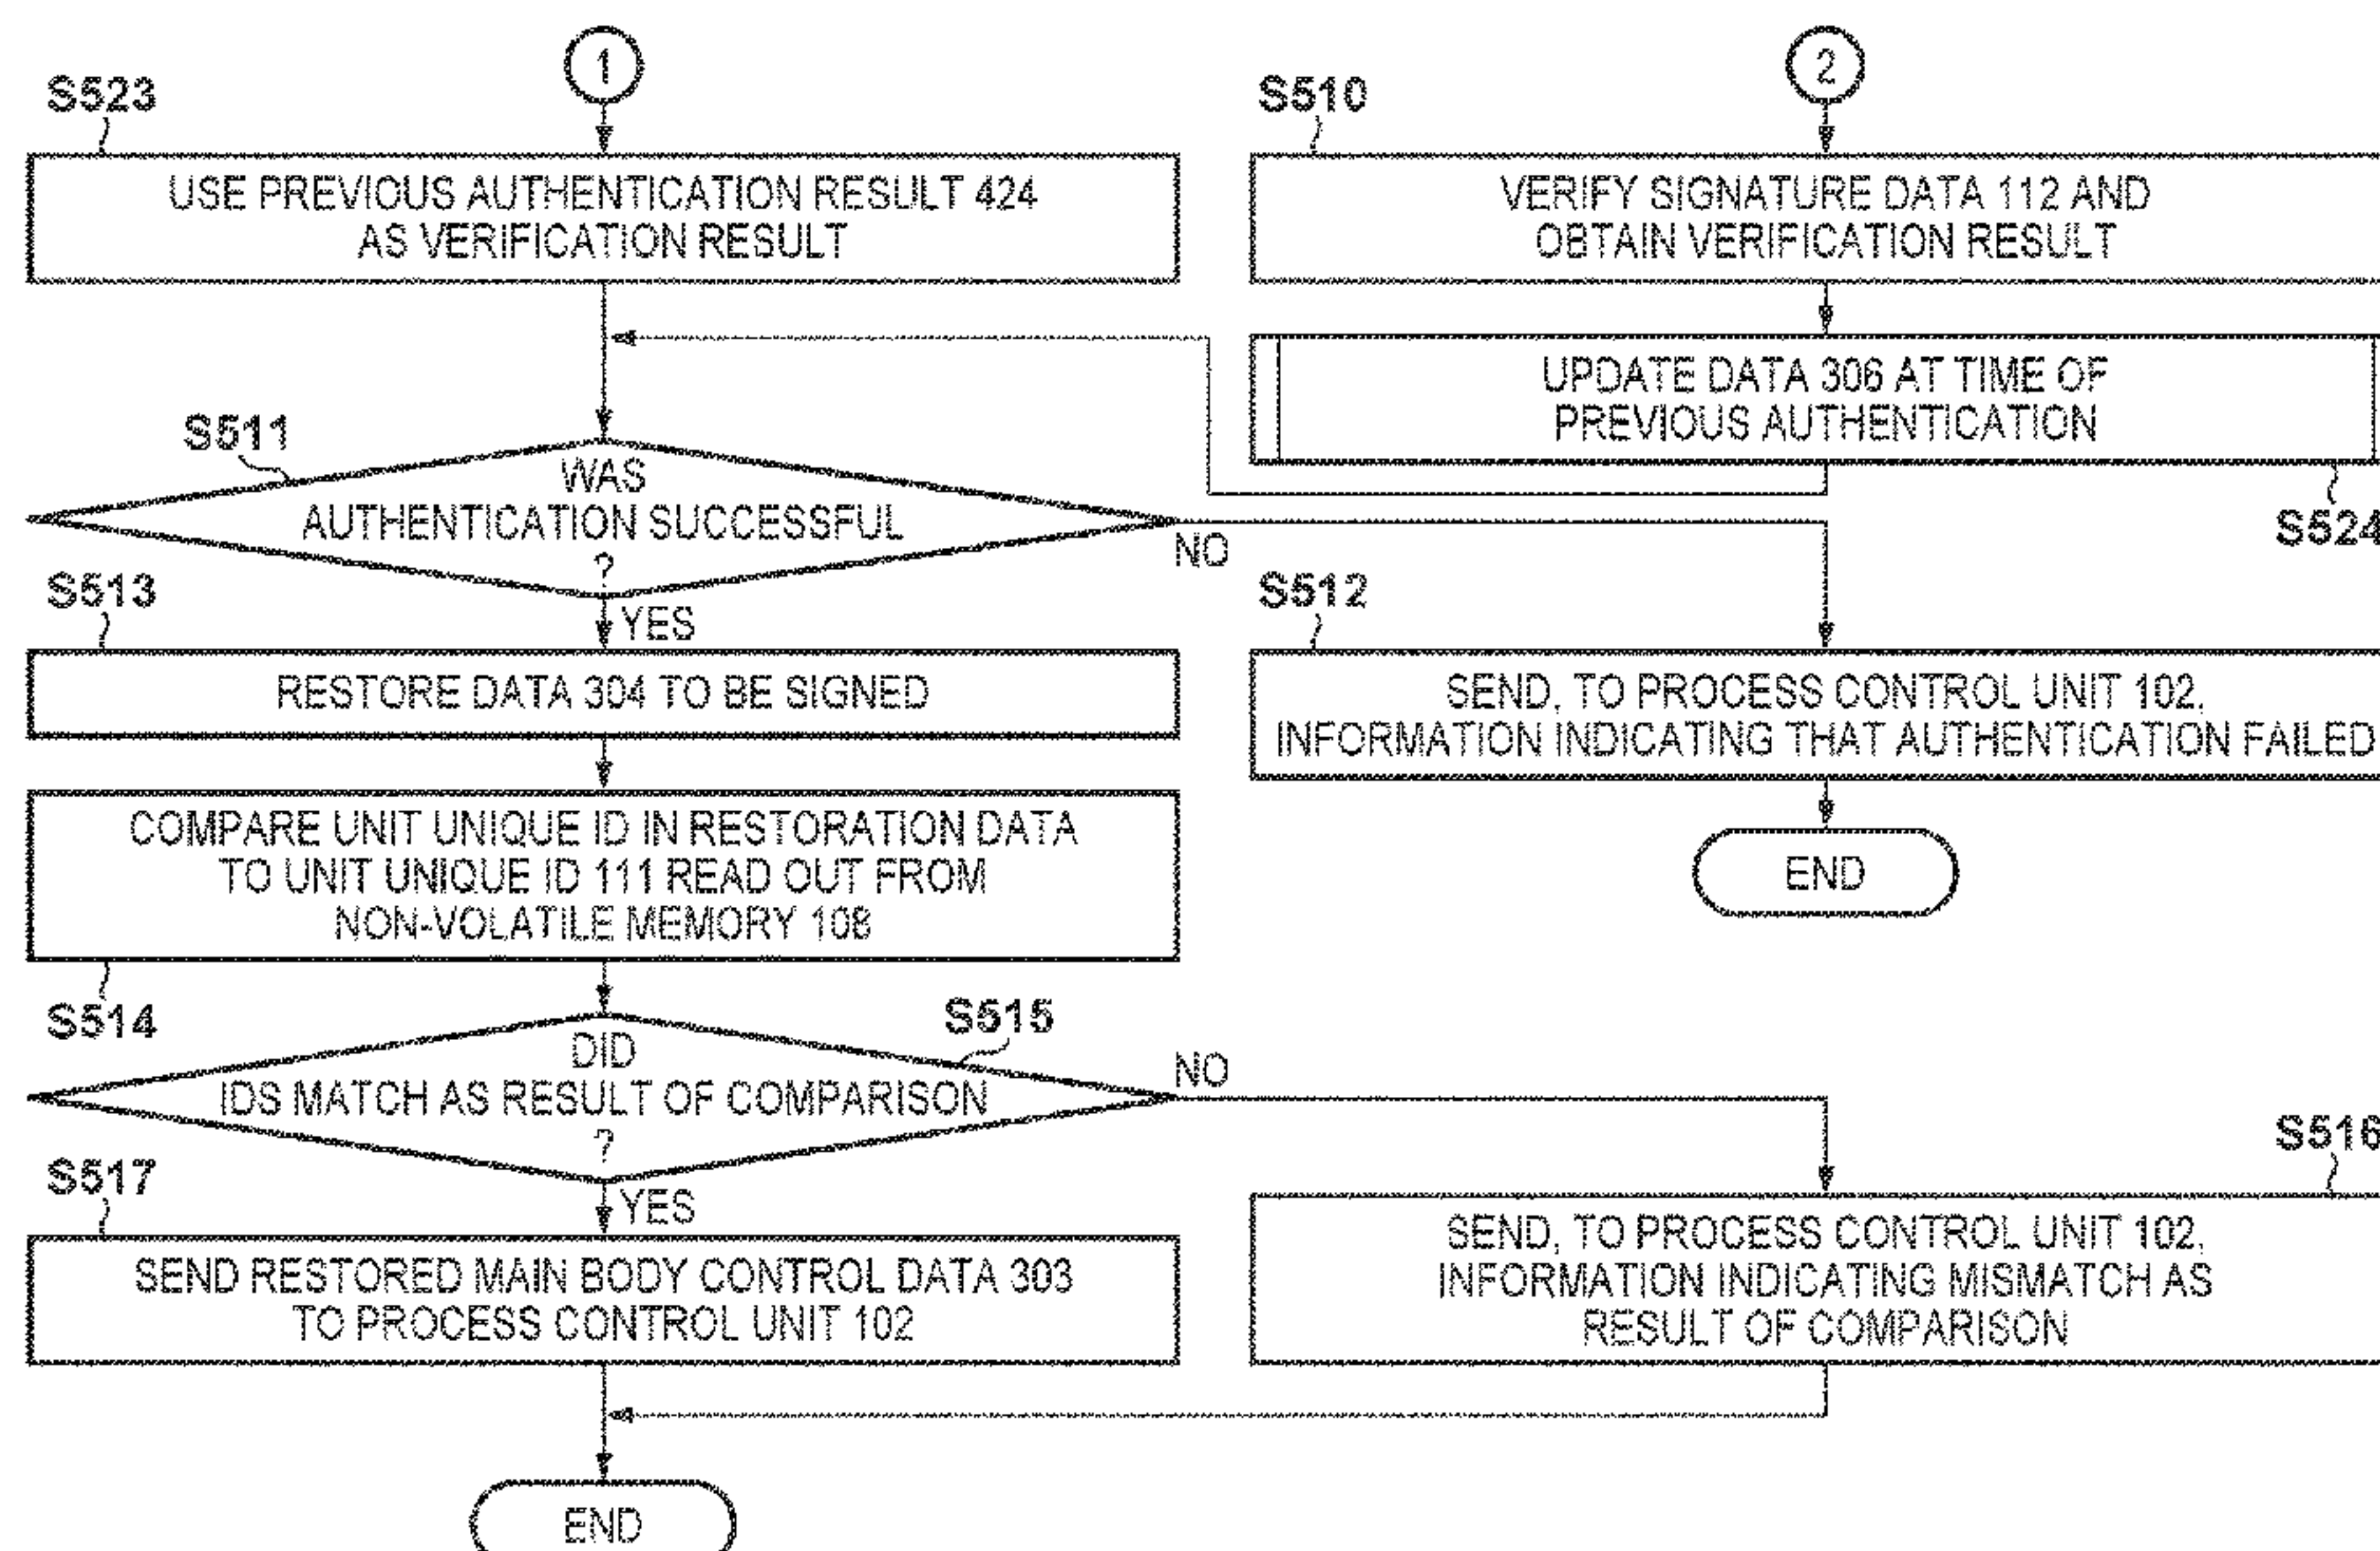 1
2
S523
S510
USE PREVIOUS AUTHENTICATION RESULT 424
AS VERIFICATION RESULT
VERIFY SIGNATURE DATA 112 AND
OBTAIN VERIFICATION RESULT
UPDATE DATA 306 AT TIME OF
PREVIOUS AUTHENTICATION
S524
S511
WAS
AUTHENTICATION SUCCESSFUL
?
NO
YES
S513
S512
RESTORE DATA 304 TO BE SIGNED
SEND, TO PROCESS CONTROL UNIT 102,
INFORMATION INDICATING THAT AUTHENTICATION FAILED
END
COMPARE UNIT UNIQUE ID IN RESTORATION DATA
TO UNIT UNIQUE ID 111 READ OUT FROM
NON-VOLATILE MEMORY 108
S514
S515
DID
IDS MATCH AS RESULT OF COMPARISON
?
NO
YES
S517
S516
SEND RESTORED MAIN BODY CONTROL DATA 303
TO PROCESS CONTROL UNIT 102
SEND, TO PROCESS CONTROL UNIT 102,
INFORMATION INDICATING MISMATCH AS
RESULT OF COMPARISON
END